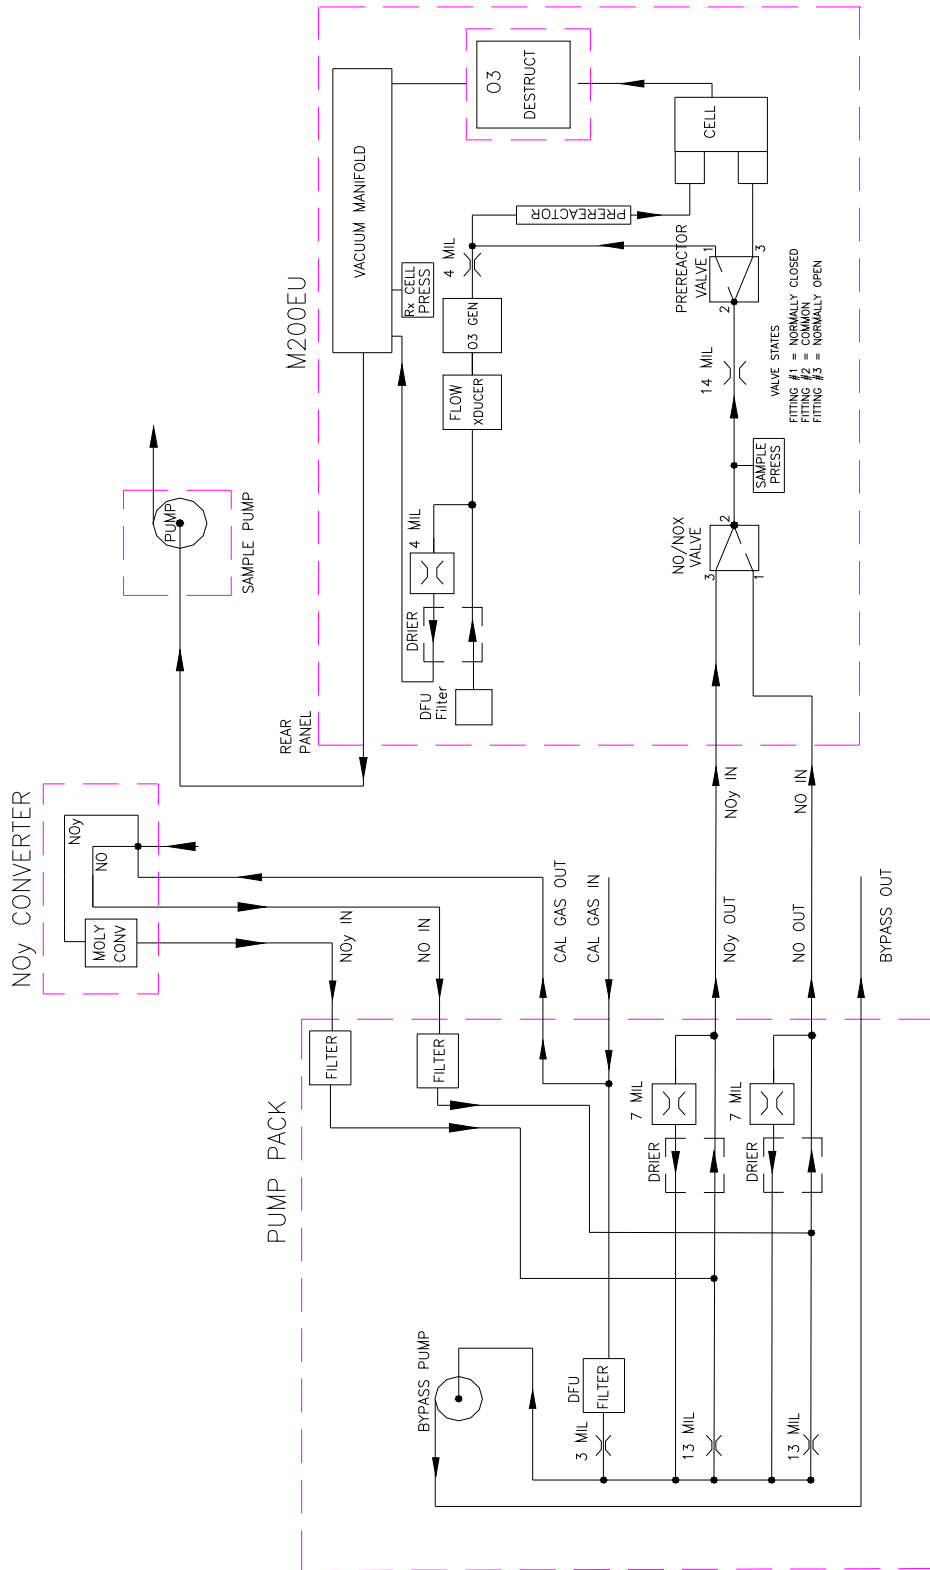 NOy CONVERTER
NOy
NO
MOLY
CONV
NOy IN
NO IN
PUMP
SAMPLE PUMP
M200EU
REAR
PANEL
VACUUM MANIFOLD
Rx CELL
PRESS
O3
DESTRUCT
CELL
PREREACTOR
4 MIL
O3 GEN
FLOW
XDUCER
4 MIL
DRIER
DFU
Filter
PREREACTOR
VALVE
1
2
3
14 MIL
VALVE STATES
FITTING #1 = NORMALLY CLOSED
FITTING #2 = COMMON
FITTING #3 = NORMALLY OPEN
SAMPLE
PRESS
NO/NOX
VALVE
2
3
1
NOy IN
NO IN
CAL GAS OUT
CAL GAS IN
NOy OUT
NO OUT
BYPASS OUT
PUMP PACK
FILTER
FILTER
7 MIL
DRIER
7 MIL
DRIER
BYPASS PUMP
DFU
FILTER
3 MIL
13 MIL
13 MIL